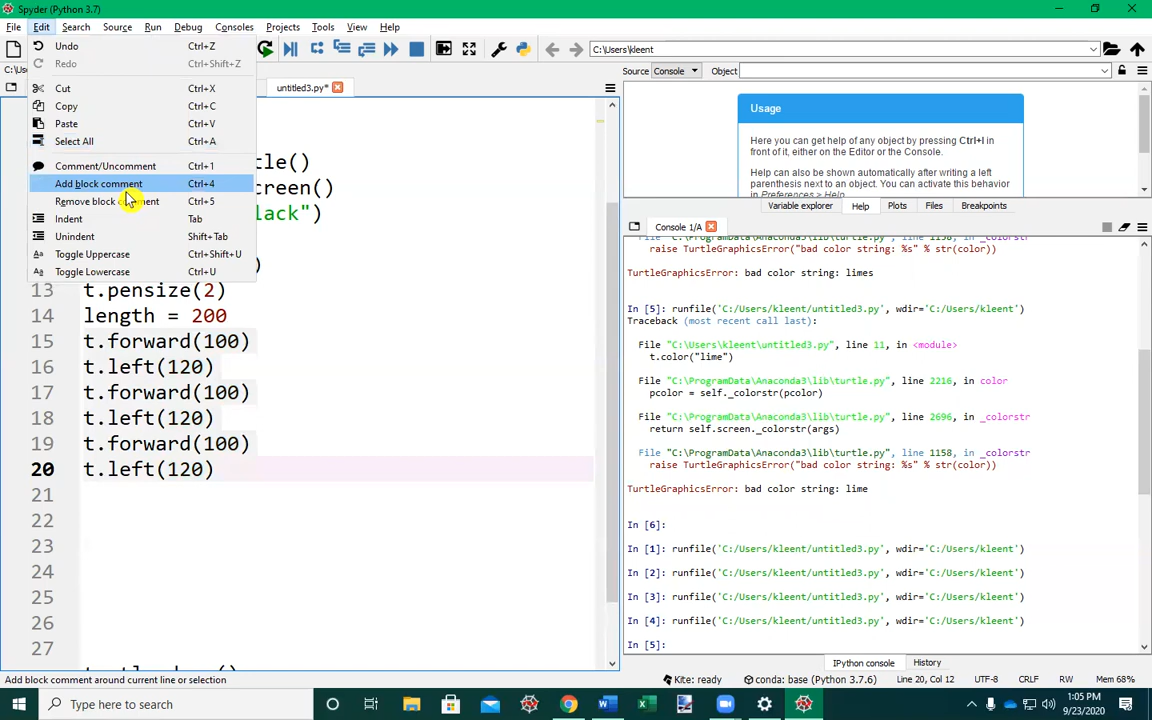 Spyder (Python 3.7)
File Edit Search Source Run Debug Consoles Projects Tools View Help
C:\Users\kleent
Undo Ctrl+Z
Redo Ctrl+Shift+Z
Cut Ctrl+X
Copy Ctrl+C
Paste Ctrl+V
Select All Ctrl+A
Comment/Uncomment Ctrl+1
Add block comment Ctrl+4
Remove block comment Ctrl+5
Indent Tab
Unindent Shift+Tab
Toggle Uppercase Ctrl+Shift+U
Toggle Lowercase Ctrl+U
untitled3.py*
tle()
creen()
lack")
)
13 t.pensize(2)
14 length = 200
15 t.forward(100)
16 t.left(120)
17 t.forward(100)
18 t.left(120)
19 t.forward(100)
20 t.left(120)
21
22
23
24
25
26
27
Source Console Object
Usage
Here you can get help of any object by pressing Ctrl+I in
front of it, either on the Editor or the Console.
Help can also be shown automatically after writing a left
parenthesis next to an object. You can activate this behavior
in Preferences > Help.
Variable explorer Help Plots Files Breakpoints
Console 1/A
File "C:\ProgramData\Anaconda3\lib\turtle.py", line 1158, in _colorstr
raise TurtleGraphicsError("bad color string: %s" % str(color))
TurtleGraphicsError: bad color string: limes
In [5]: runfile('C:/Users/kleent/untitled3.py', wdir='C:/Users/kleent')
Traceback (most recent call last):
File "C:\Users\kleent\untitled3.py", line 11, in <module>
t.color("lime")
File "C:\ProgramData\Anaconda3\lib\turtle.py", line 2216, in color
pcolor = self._colorstr(pcolor)
File "C:\ProgramData\Anaconda3\lib\turtle.py", line 2696, in _colorstr
return self.screen._colorstr(args)
File "C:\ProgramData\Anaconda3\lib\turtle.py", line 1158, in _colorstr
raise TurtleGraphicsError("bad color string: %s" % str(color))
TurtleGraphicsError: bad color string: lime
In [6]:
In [1]: runfile('C:/Users/kleent/untitled3.py', wdir='C:/Users/kleent')
In [2]: runfile('C:/Users/kleent/untitled3.py', wdir='C:/Users/kleent')
In [3]: runfile('C:/Users/kleent/untitled3.py', wdir='C:/Users/kleent')
In [4]: runfile('C:/Users/kleent/untitled3.py', wdir='C:/Users/kleent')
In [5]:
IPython console History
Add block comment around current line or selection
Kite: ready conda: base (Python 3.7.6) Line 20, Col 12 UTF-8 CRLF RW Mem 68%
Type here to search
1:05 PM
9/23/2020